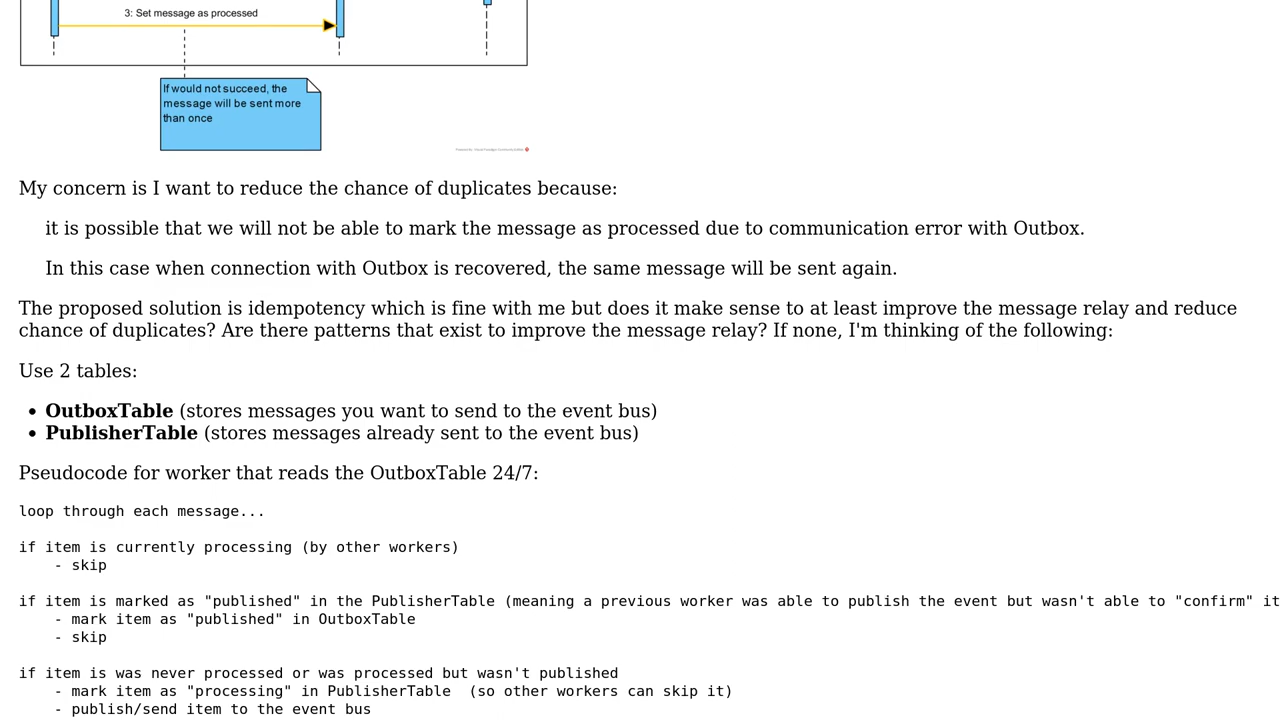 3: Set message as processed
If would not succeed, the
message will be sent more
than once
My concern is I want to reduce the chance of duplicates because:
it is possible that we will not be able to mark the message as processed due to communication error with Outbox.
In this case when connection with Outbox is recovered, the same message will be sent again.
The proposed solution is idempotency which is fine with me but does it make sense to at least improve the message relay and reduce
chance of duplicates? Are there patterns that exist to improve the message relay? If none, I'm thinking of the following:
Use 2 tables:
• OutboxTable (stores messages you want to send to the event bus)
• PublisherTable (stores messages already sent to the event bus)
Pseudocode for worker that reads the OutboxTable 24/7:
loop through each message...
if item is currently processing (by other workers)
- skip
if item is marked as "published" in the PublisherTable (meaning a previous worker was able to publish the event but wasn't able to "confirm" it
- mark item as "published" in OutboxTable
- skip
if item is was never processed or was processed but wasn't published
- mark item as "processing" in PublisherTable  (so other workers can skip it)
- publish/send item to the event bus